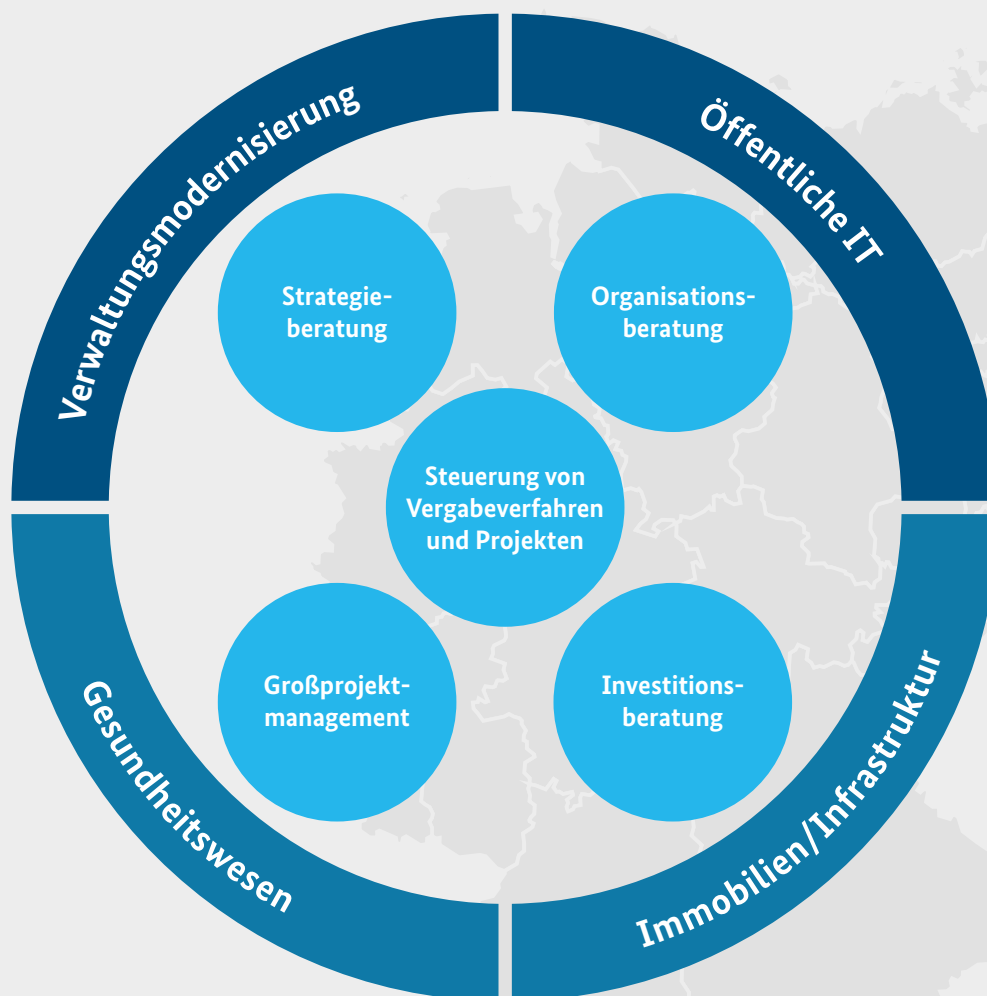 Verwaltungsmodernisierung
Öffentliche IT
Strategie-
beratung
Organisations-
beratung
Steuerung von
Vergabeverfahren
und Projekten
Großprojekt-
management
Investitions-
beratung
Gesundheitswesen
Immobilien/Infrastruktur